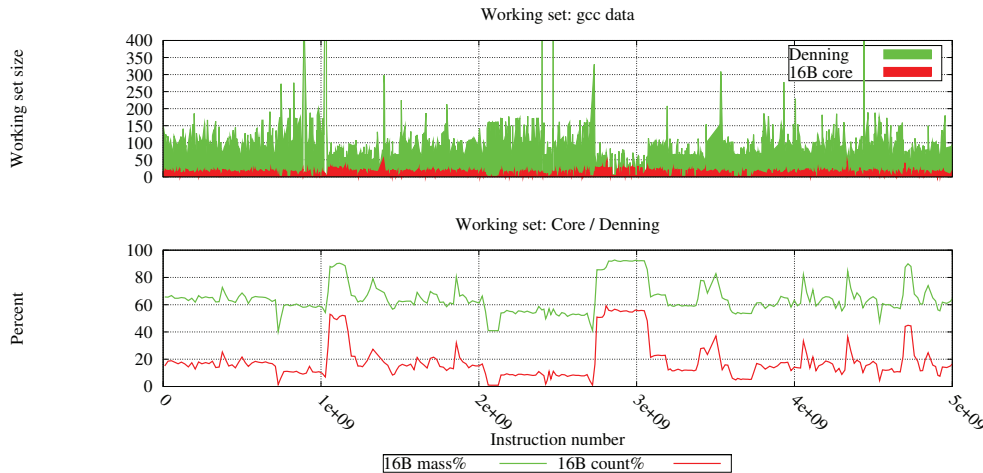 Working set: gcc data
Working set size
400
350
300
250
200
150
100
50
0
Denning
16B core
Working set: Core / Denning
Percent
100
80
60
40
20
0
0
1e+09
2e+09
3e+09
4e+09
5e+09
Instruction number
16B mass%
16B count%